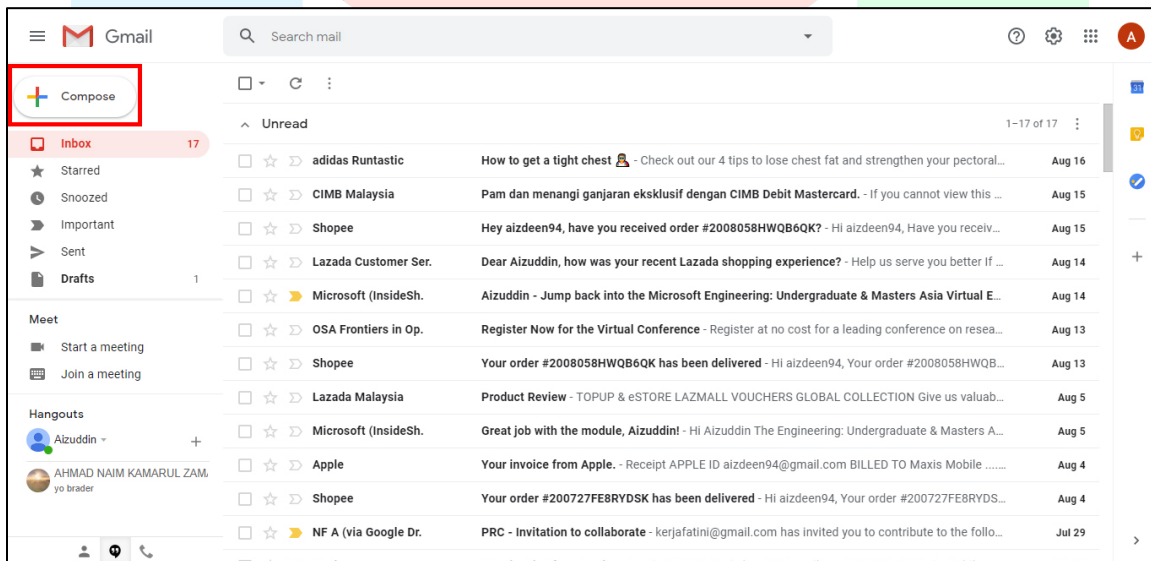 Gmail
Search mail
A
Compose
31
Unread
1–17 of 17
Inbox 17
Starred
Snoozed
Important
Sent
Drafts 1
Meet
Start a meeting
Join a meeting
Hangouts
Aizuddin
AHMAD NAIM KAMARUL ZAM
yo brader
adidas Runtastic How to get a tight chest 🦸 - Check out our 4 tips to lose chest fat and strengthen your pectoral... Aug 16
CIMB Malaysia Pam dan menangi ganjaran eksklusif dengan CIMB Debit Mastercard. - If you cannot view this ... Aug 15
Shopee Hey aizdeen94, have you received order #2008058HWQB6QK? - Hi aizdeen94, Have you receiv... Aug 15
Lazada Customer Ser. Dear Aizuddin, how was your recent Lazada shopping experience? - Help us serve you better If ... Aug 14
Microsoft (InsideSh. Aizuddin - Jump back into the Microsoft Engineering: Undergraduate & Masters Asia Virtual E... Aug 14
OSA Frontiers in Op. Register Now for the Virtual Conference - Register at no cost for a leading conference on resea... Aug 13
Shopee Your order #2008058HWQB6QK has been delivered - Hi aizdeen94, Your order #2008058HWQB... Aug 13
Lazada Malaysia Product Review - TOPUP & eSTORE LAZMALL VOUCHERS GLOBAL COLLECTION Give us valuab... Aug 5
Microsoft (InsideSh. Great job with the module, Aizuddin! - Hi Aizuddin The Engineering: Undergraduate & Masters A... Aug 5
Apple Your invoice from Apple. - Receipt APPLE ID aizdeen94@gmail.com BILLED TO Maxis Mobile ...... Aug 4
Shopee Your order #200727FE8RYDSK has been delivered - Hi aizdeen94, Your order #200727FE8RYDS... Aug 4
NF A (via Google Dr. PRC - Invitation to collaborate - kerjafatini@gmail.com has invited you to contribute to the follo... Jul 29